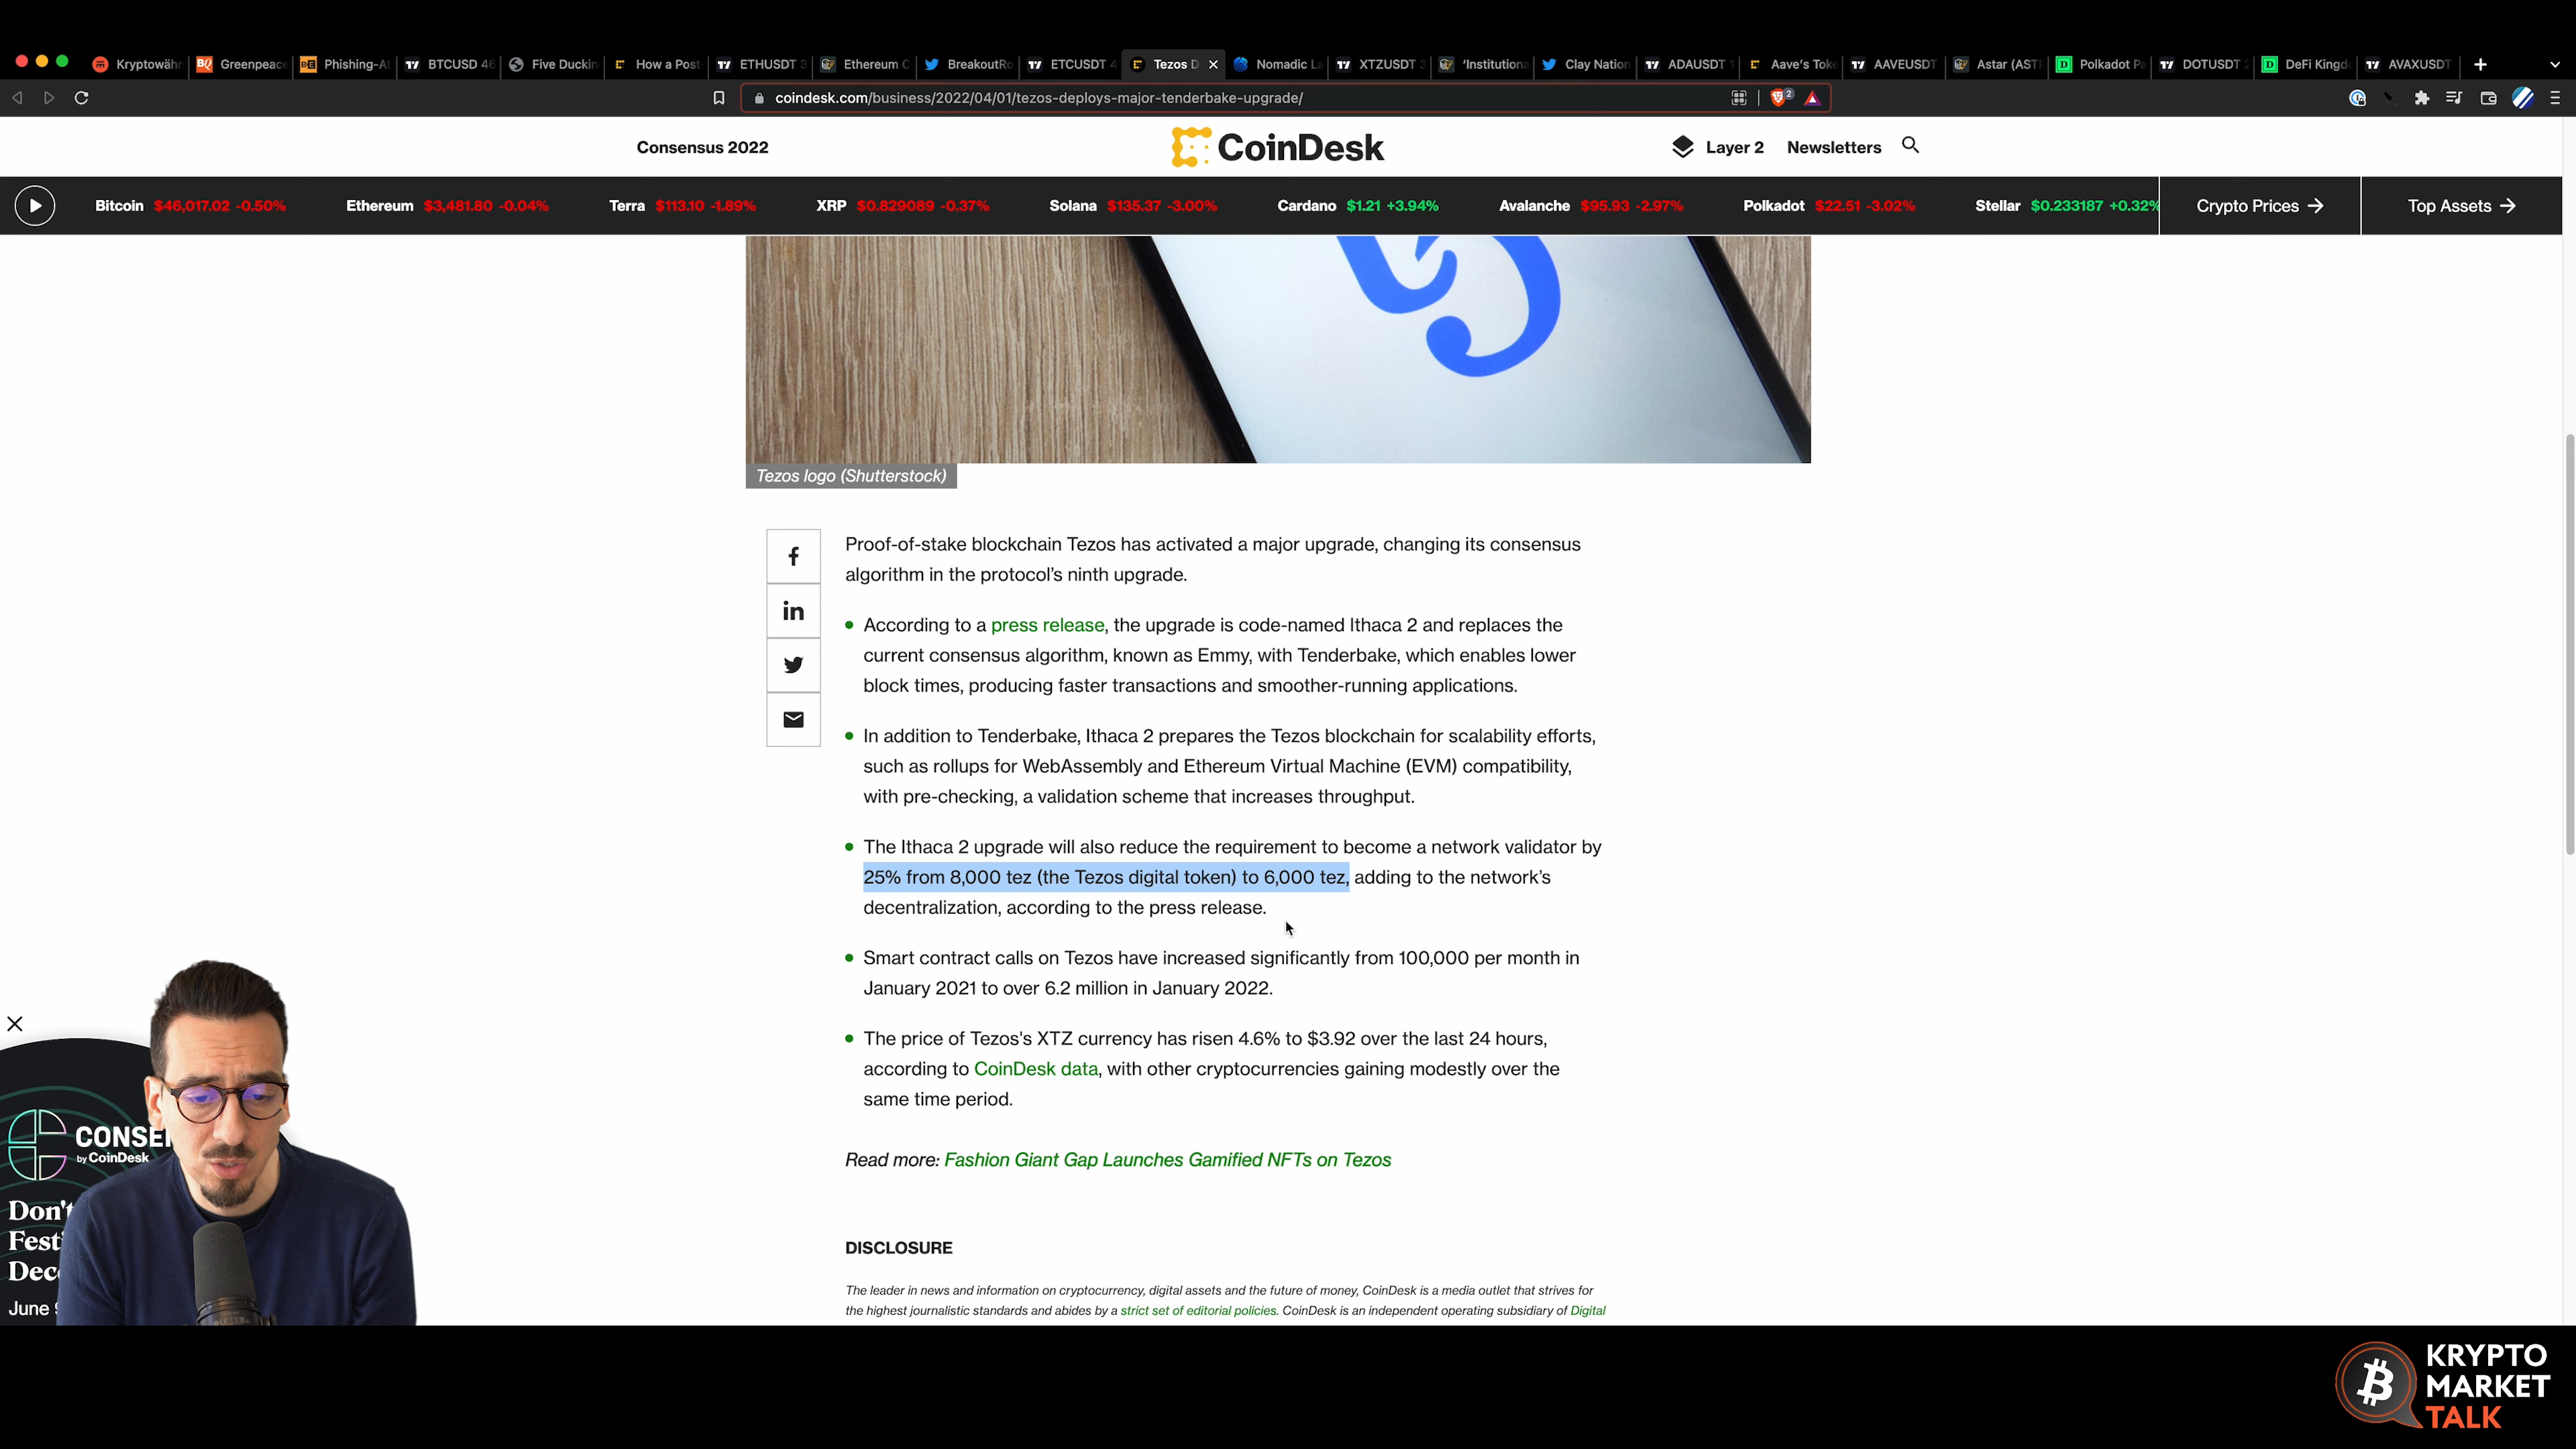 Kryptowäh
Greenpeace
Phishing-A
BTCUSD 46
Five Duckin
How a Post
ETHUSDT 3
Ethereum C
BreakoutRo
ETCUSDT 4
Tezos D
Nomadic La
XTZUSDT 3
'Institutiona
Clay Nation
ADAUSDT 1
Aave's Toke
AAVEUSDT
Astar (ASTR
Polkadot Pa
DOTUSDT 2
DeFi Kingd
AVAXUSDT
coindesk.com/business/2022/04/01/tezos-deploys-major-tenderbake-upgrade/
2
Consensus 2022
CoinDesk
Layer 2
Newsletters
Bitcoin $46,017.02 -0.50%
Ethereum $3,481.80 -0.04%
Terra $113.10 -1.89%
XRP $0.829089 -0.37%
Solana $135.37 -3.00%
Cardano $1.21 +3.94%
Avalanche $95.93 -2.97%
Polkadot $22.51 -3.02%
Stellar $0.233187 +0.32%
Crypto Prices →
Top Assets →
Tezos logo (Shutterstock)
Proof-of-stake blockchain Tezos has activated a major upgrade, changing its consensus
algorithm in the protocol's ninth upgrade.
According to a press release, the upgrade is code-named Ithaca 2 and replaces the
current consensus algorithm, known as Emmy, with Tenderbake, which enables lower
block times, producing faster transactions and smoother-running applications.
In addition to Tenderbake, Ithaca 2 prepares the Tezos blockchain for scalability efforts,
such as rollups for WebAssembly and Ethereum Virtual Machine (EVM) compatibility,
with pre-checking, a validation scheme that increases throughput.
The Ithaca 2 upgrade will also reduce the requirement to become a network validator by
25% from 8,000 tez (the Tezos digital token) to 6,000 tez, adding to the network's
decentralization, according to the press release.
Smart contract calls on Tezos have increased significantly from 100,000 per month in
January 2021 to over 6.2 million in January 2022.
The price of Tezos's XTZ currency has risen 4.6% to $3.92 over the last 24 hours,
according to CoinDesk data, with other cryptocurrencies gaining modestly over the
same time period.
Read more: Fashion Giant Gap Launches Gamified NFTs on Tezos
DISCLOSURE
The leader in news and information on cryptocurrency, digital assets and the future of money, CoinDesk is a media outlet that strives for
the highest journalistic standards and abides by a strict set of editorial policies. CoinDesk is an independent operating subsidiary of Digital
CONSE
by CoinDesk
Don't
Festi
Dec
June 9
KRYPTO
MARKET
TALK